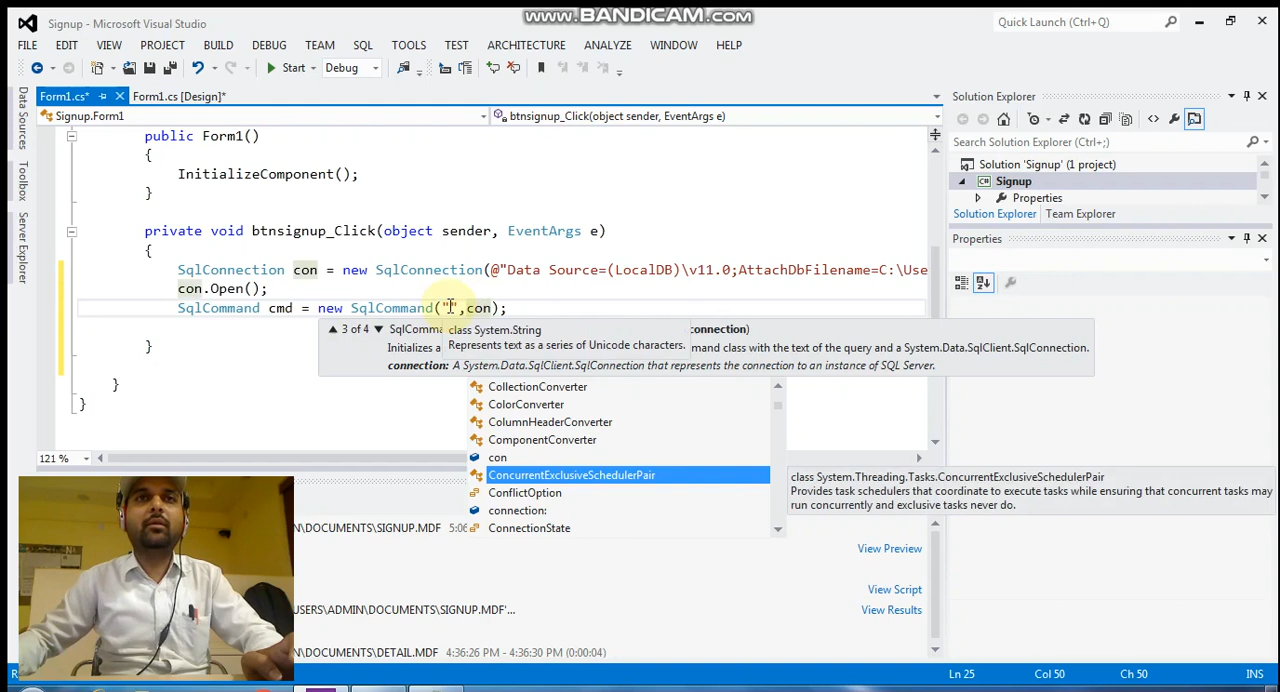 www.BANDICAM.com
Signup - Microsoft Visual Studio
Quick Launch (Ctrl+Q)
FILE EDIT VIEW PROJECT BUILD DEBUG TEAM SQL TOOLS TEST ARCHITECTURE ANALYZE WINDOW HELP
Start Debug
Form1.cs* Form1.cs [Design]*
Solution Explorer
Signup.Form1 btnsignup_Click(object sender, EventArgs e)
Data Sources
Toolbox
Server Explorer
public Form1()
{
InitializeComponent();
}
private void btnsignup_Click(object sender, EventArgs e)
{
SqlConnection con = new SqlConnection(@"Data Source=(LocalDB)\v11.0;AttachDbFilename=C:\Use
con.Open();
SqlCommand cmd = new SqlCommand("",con);
3 of 4 SqlComma connection)
class System.String
Represents text as a series of Unicode characters.
Initializes a mmand class with the text of the query and a System.Data.SqlClient.SqlConnection.
connection: A System.Data.SqlClient.SqlConnection that represents the connection to an instance of SQL Server.
}
}
}
CollectionConverter
ColorConverter
ColumnHeaderConverter
ComponentConverter
con
ConcurrentExclusiveSchedulerPair
ConflictOption
connection:
ConnectionState
class System.Threading.Tasks.ConcurrentExclusiveSchedulerPair
Provides task schedulers that coordinate to execute tasks while ensuring that concurrent tasks may
run concurrently and exclusive tasks never do.
121 %
Search Solution Explorer (Ctrl+;)
Solution 'Signup' (1 project)
Signup
Properties
Solution Explorer Team Explorer
Properties
N\DOCUMENTS\SIGNUP.MDF 5:06
View Preview
View Script
USERS\ADMIN\DOCUMENTS\SIGNUP.MDF'...
View Results
N\DOCUMENTS\DETAIL.MDF 4:36:26 PM - 4:36:30 PM (0:00:04)
Ln 25 Col 50 Ch 50 INS